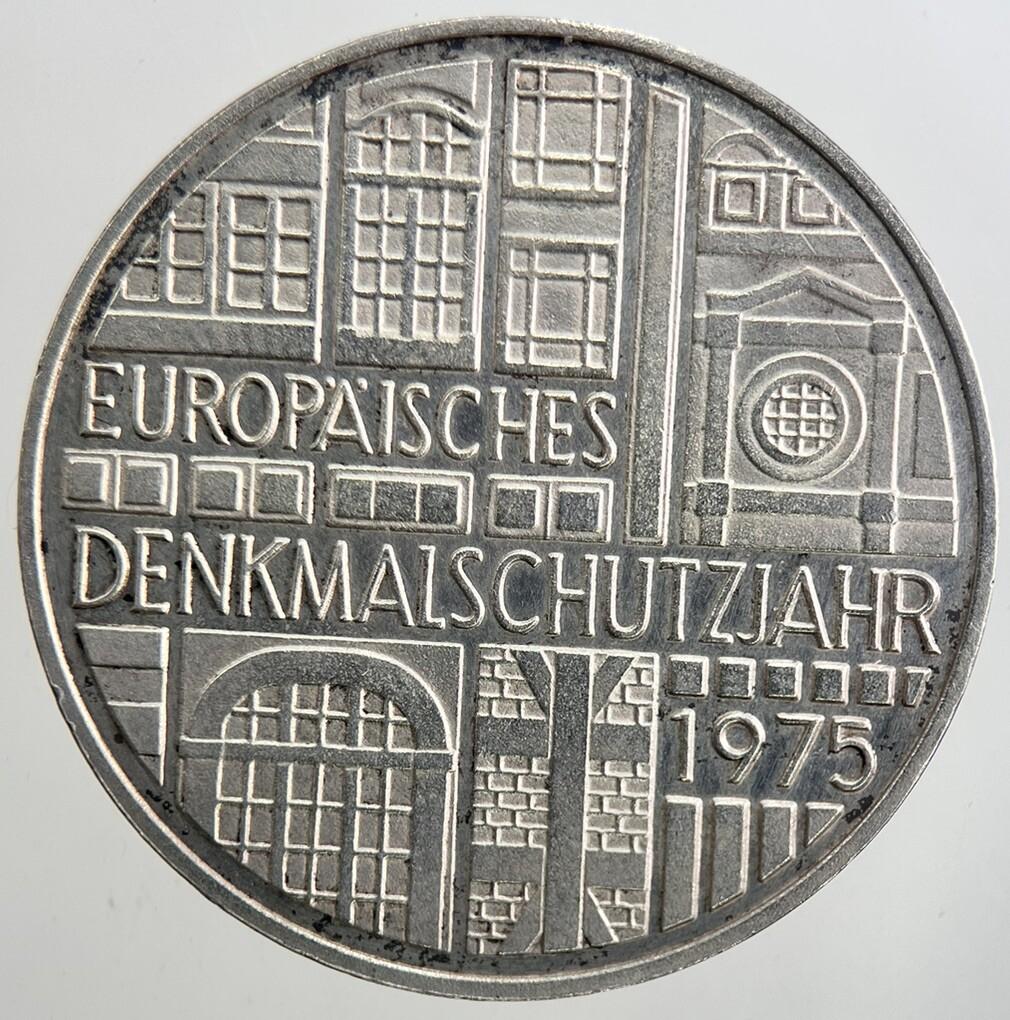 EUROPÄISCHES
DENKMALSCHUTZJAHR
1975